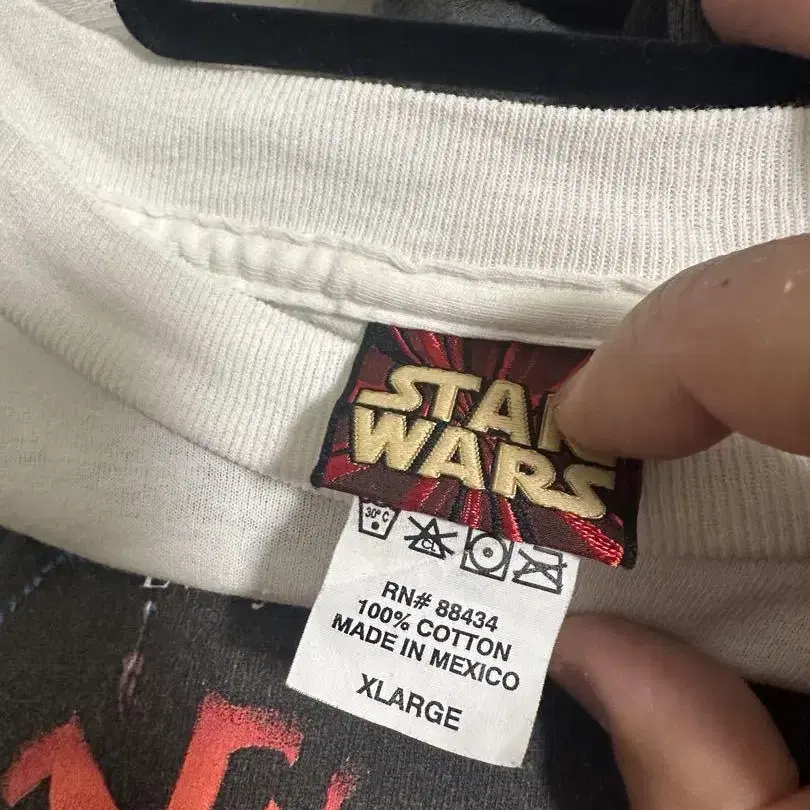 STAR
WARS
30° C
CL
RN# 88434
100% COTTON
MADE IN MEXICO
XLARGE